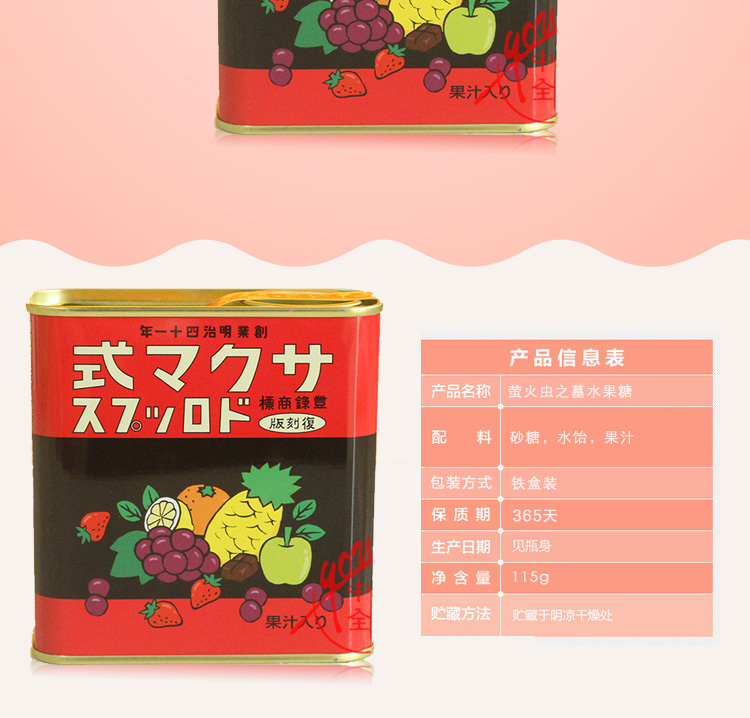 果汁入り
年一十四治明業創
式マクサ
標商錄豐
スプッロド
版刻復
果汁入り
产品信息表
产品名称 萤火虫之墓水果糖
配 料 砂糖，水饴，果汁
包装方式 铁盒装
保质期 365天
生产日期 见瓶身
净含量 115g
贮藏方法 贮藏于阴凉干燥处